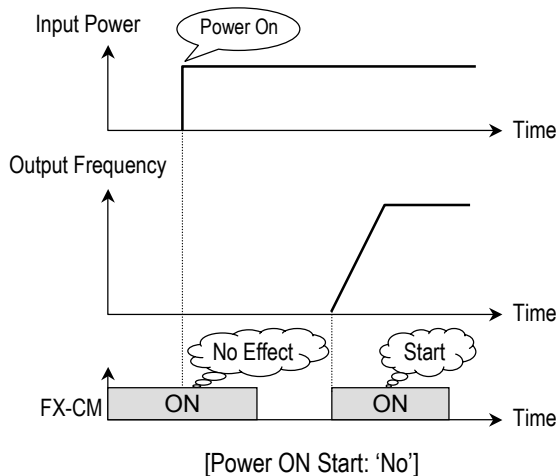 Input Power
Power On
Time
Output Frequency
Time
No Effect
Start
FX-CM
ON
ON
Time
[Power ON Start: 'No']